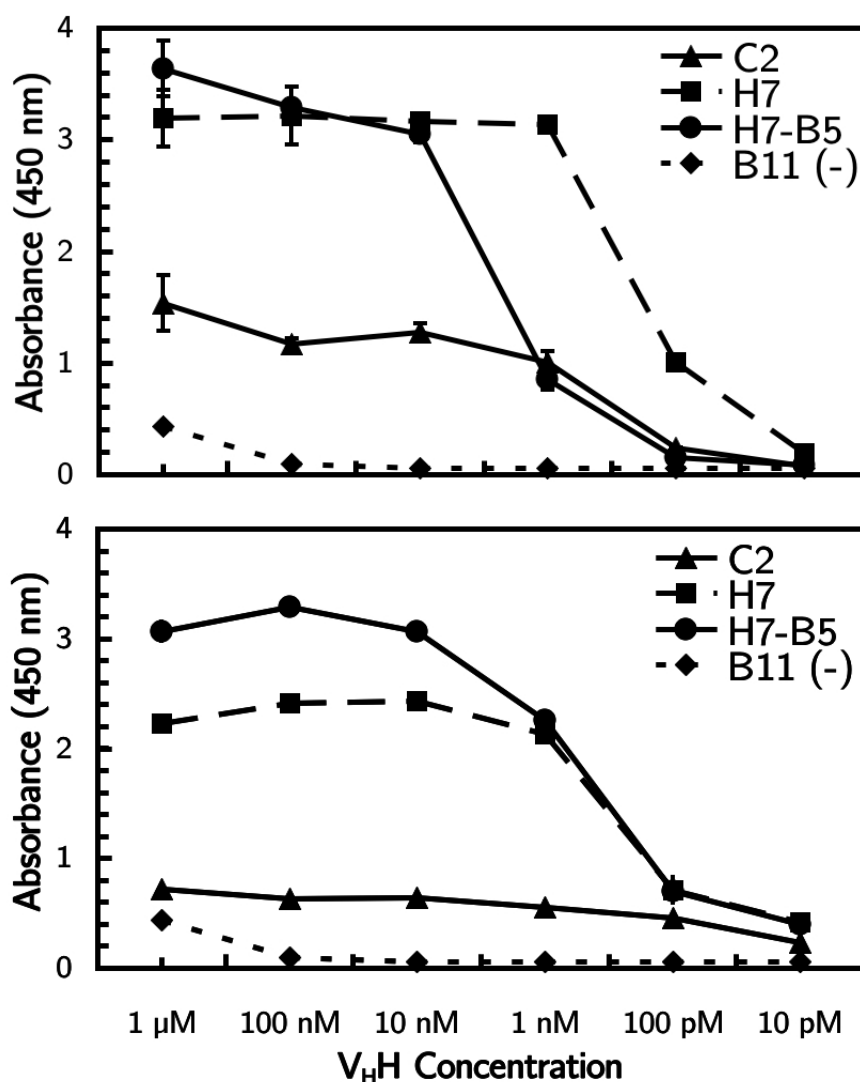 Absorbance (450 nm)
4
3
2
1
0
C2
H7
H7-B5
B11 (-)
Absorbance (450 nm)
4
3
2
1
0
C2
H7
H7-B5
B11 (-)
1 µM 100 nM 10 nM 1 nM 100 pM 10 pM
VHH Concentration